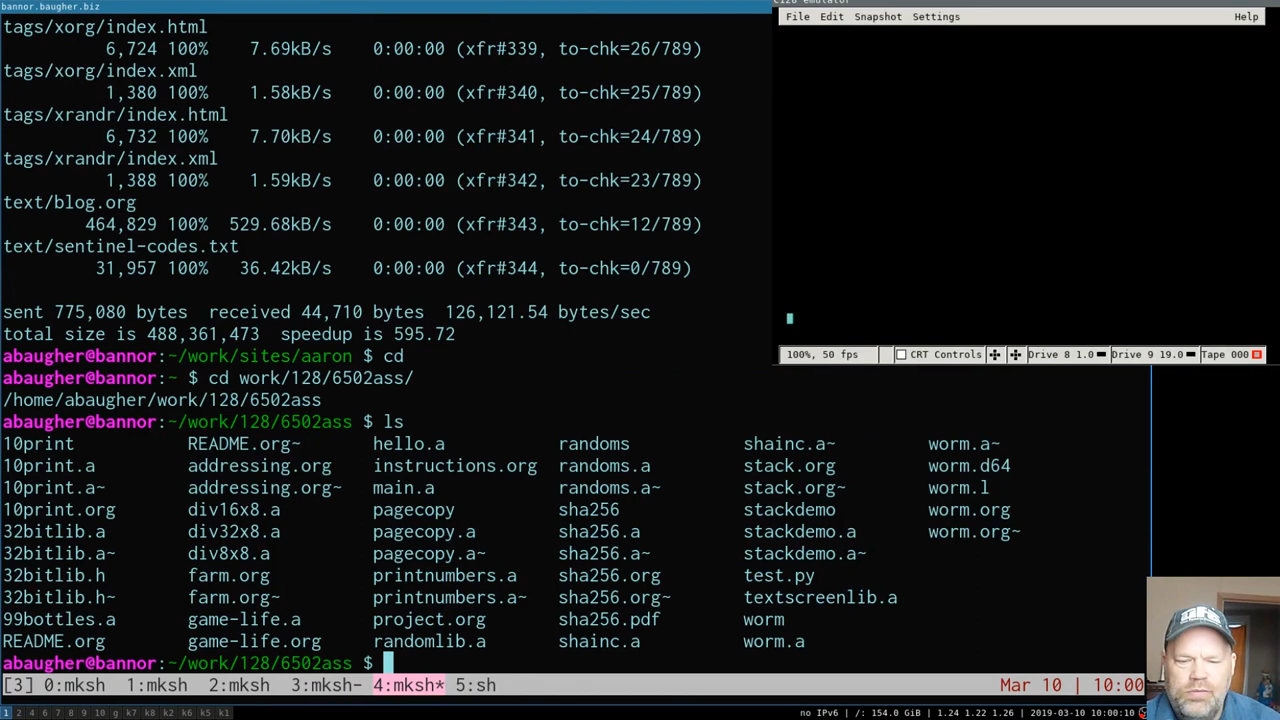 bannor.baugher.biz
tags/xorg/index.html
6,724 100% 7.69kB/s 0:00:00 (xfr#339, to-chk=26/789)
tags/xorg/index.xml
1,380 100% 1.58kB/s 0:00:00 (xfr#340, to-chk=25/789)
tags/xrandr/index.html
6,732 100% 7.70kB/s 0:00:00 (xfr#341, to-chk=24/789)
tags/xrandr/index.xml
1,388 100% 1.59kB/s 0:00:00 (xfr#342, to-chk=23/789)
text/blog.org
464,829 100% 529.68kB/s 0:00:00 (xfr#343, to-chk=12/789)
text/sentinel-codes.txt
31,957 100% 36.42kB/s 0:00:00 (xfr#344, to-chk=0/789)
sent 775,080 bytes received 44,710 bytes 126,121.54 bytes/sec
total size is 488,361,473 speedup is 595.72
abaugher@bannor:~/work/sites/aaron $ cd
abaugher@bannor:~ $ cd work/128/6502ass/
/home/abaugher/work/128/6502ass
abaugher@bannor:~/work/128/6502ass $ ls
10print README.org~ hello.a randoms shainc.a~ worm.a~
10print.a addressing.org instructions.org randoms.a stack.org worm.d64
10print.a~ addressing.org~ main.a randoms.a~ stack.org~ worm.l
10print.org div16x8.a pagecopy sha256 stackdemo worm.org
32bitlib.a div32x8.a pagecopy.a sha256.a stackdemo.a worm.org~
32bitlib.a~ div8x8.a pagecopy.a~ sha256.a~ stackdemo.a~
32bitlib.h farm.org printnumbers.a sha256.org test.py
32bitlib.h~ farm.org~ printnumbers.a~ sha256.org~ textscreenlib.a
99bottles.a game-life.a project.org sha256.pdf worm
README.org game-life.org randomlib.a shainc.a worm.a
abaugher@bannor:~/work/128/6502ass $
[3] 0:mksh 1:mksh 2:mksh 3:mksh- 4:mksh* 5:sh Mar 10 | 10:00
C128 emulator
File Edit Snapshot Settings Help
100%, 50 fps CRT Controls Drive 8 1.0 Drive 9 19.0 Tape 000
1 2 3 4 5 6 7 8 9 10 g k8 k2 k6 k5 k1 no IPv6 | /: 154.0 GiB | 1.24 1.22 1.26 | 2019-03-10 10:00:10